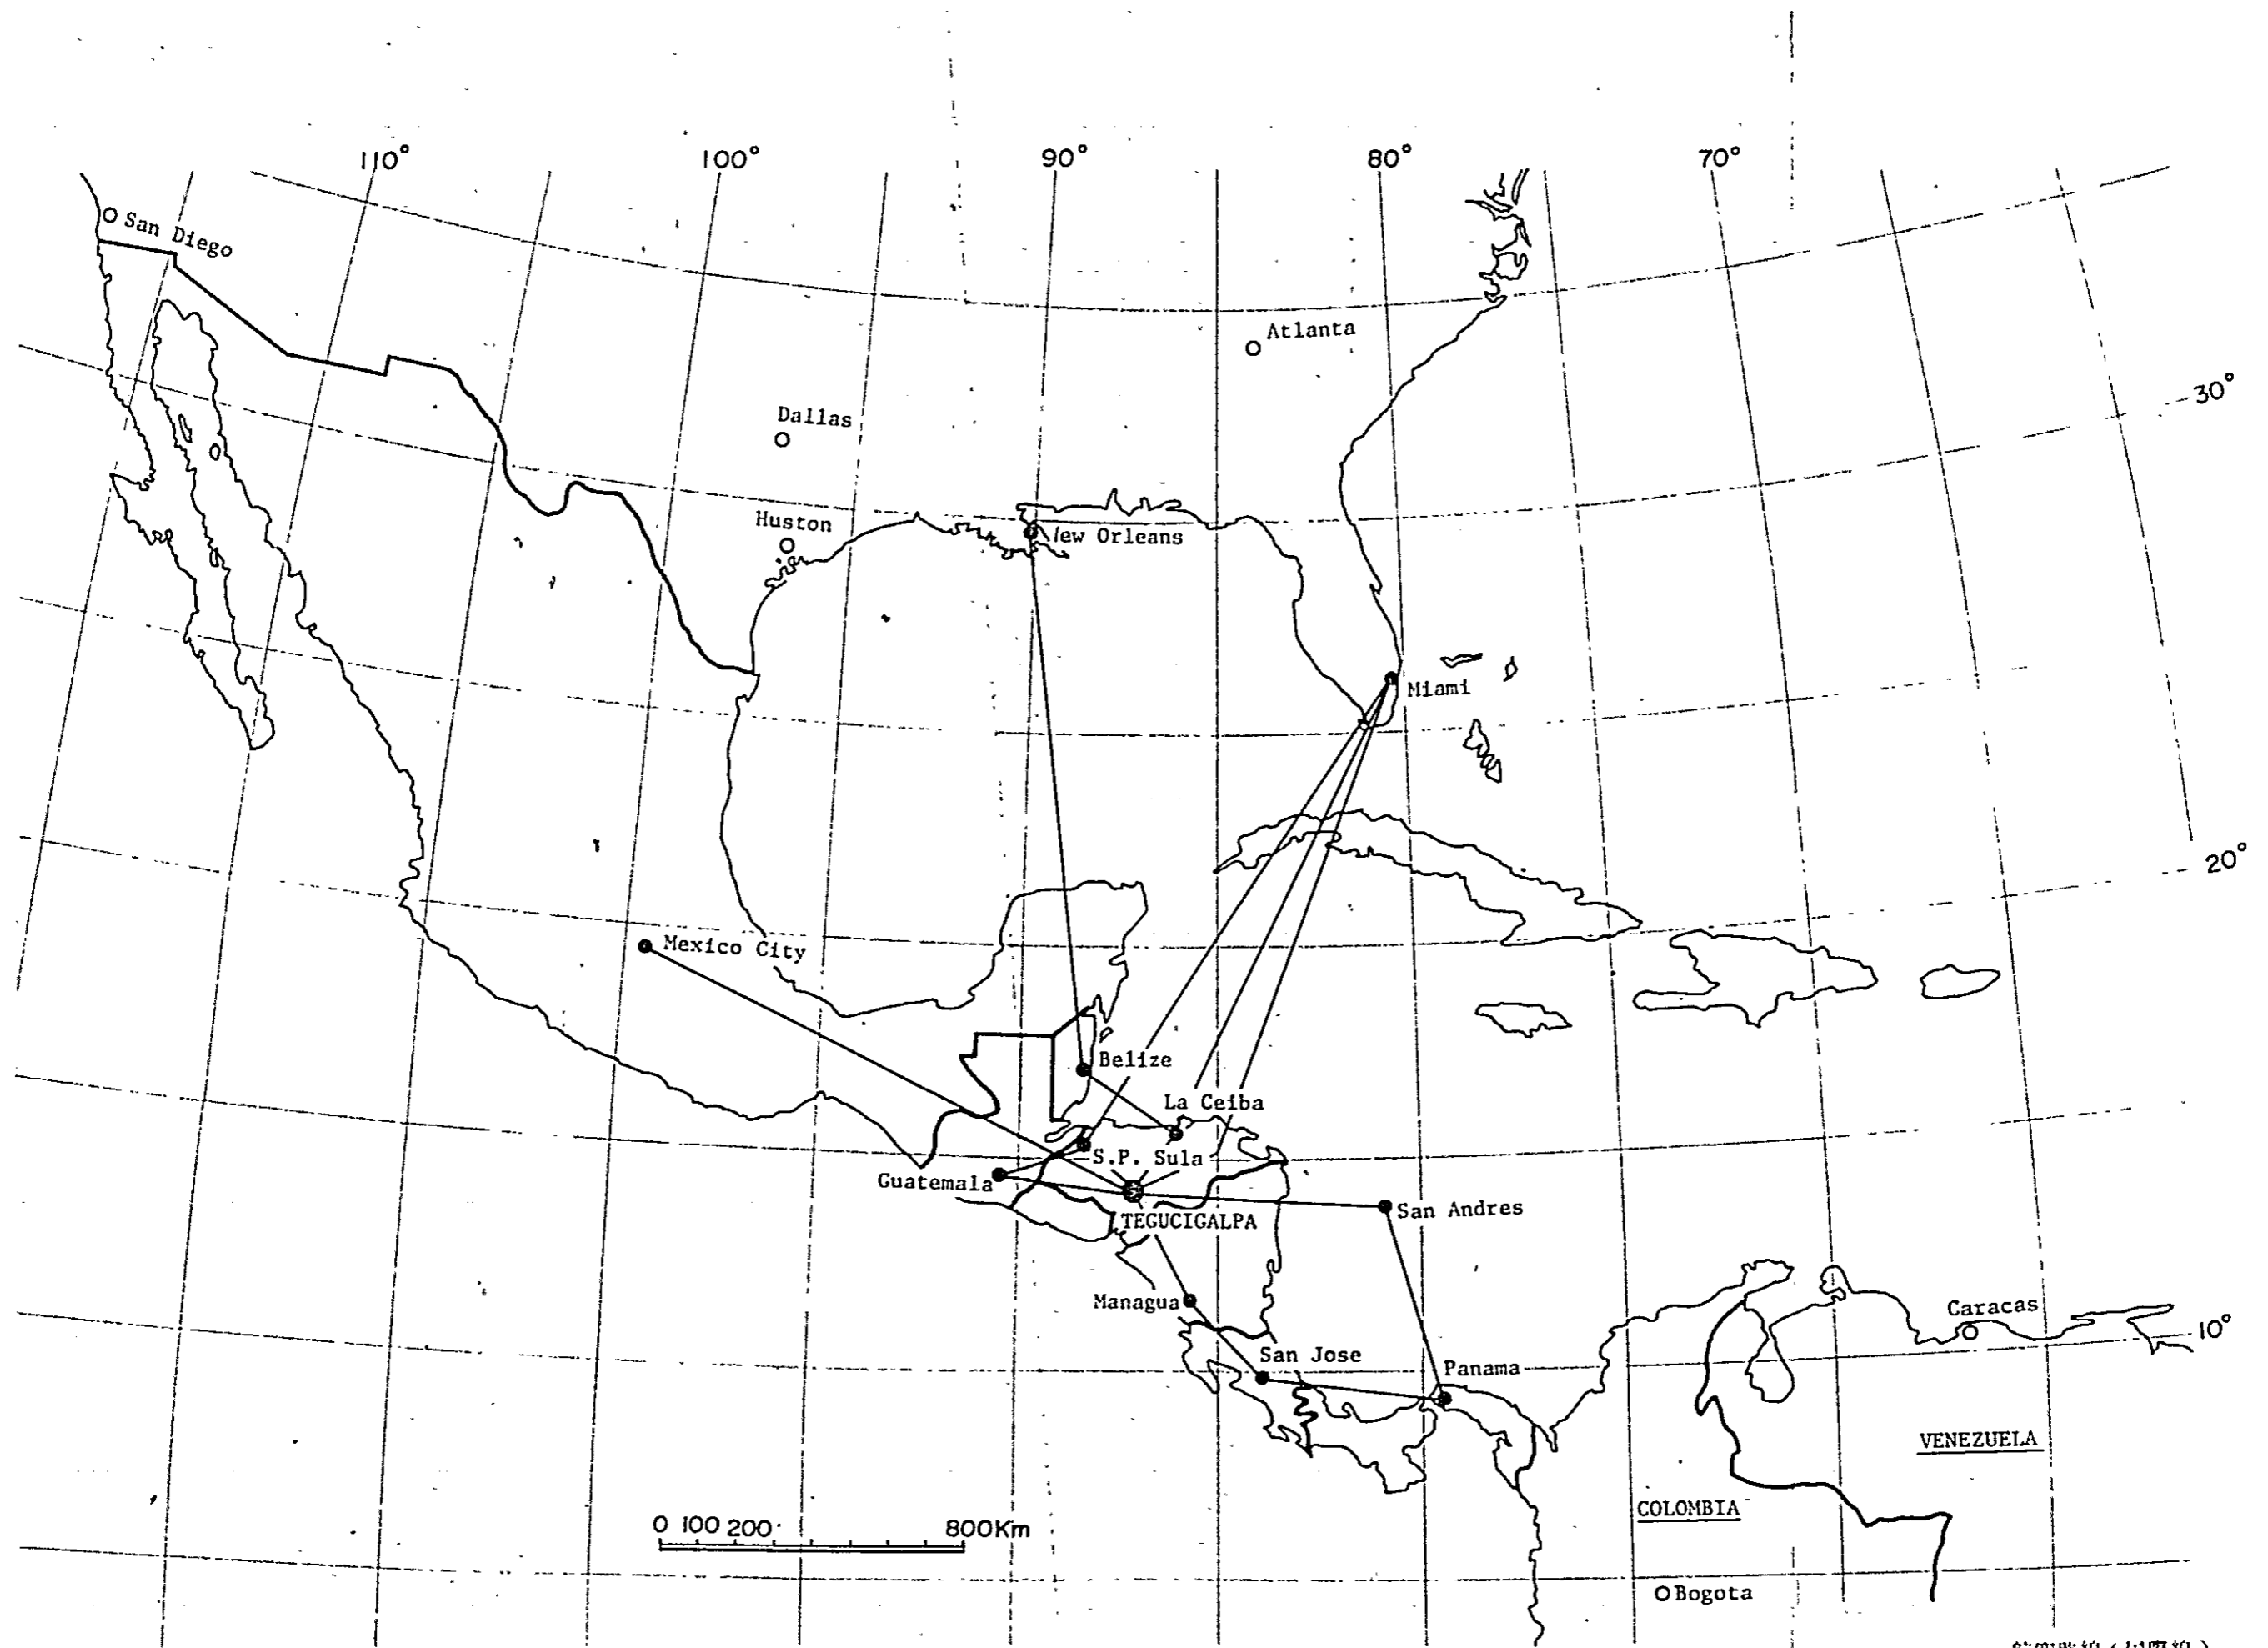 110° 100° 90° 80° 70°
San Diego
Atlanta
30°
Dallas
Huston
New Orleans
Miami
20°
Mexico City
Belize
La Ceiba
S.P. Sula
Guatemala
San Andres
TEGUCIGALPA
Managua
Caracas
10°
San Jose
Panama
VENEZUELA
COLOMBIA
0 100 200 800Km
Bogota